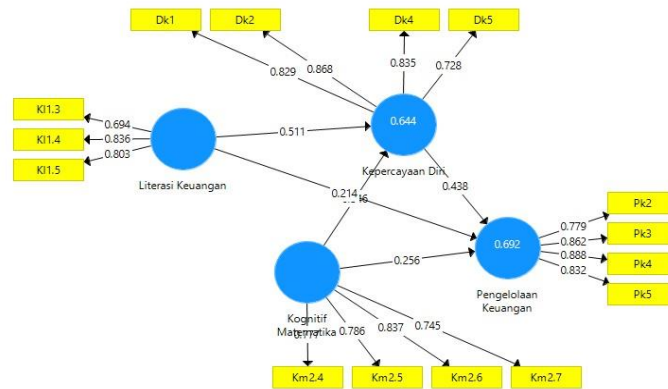 Dk1
Dk2
Dk4
Dk5
0.829
0.868
0.835
0.728
Kl1.3
Kl1.4
Kl1.5
0.694
0.836
0.803
Literasi Keuangan
0.511
0.644
Kepercayaan Diri
0.214
0.438
0.692
Pengelolaan
Keuangan
0.779
0.862
0.888
0.832
Pk2
Pk3
Pk4
Pk5
0.256
Kognitif
Matematika
0.777
0.786
0.837
0.745
Km2.4
Km2.5
Km2.6
Km2.7